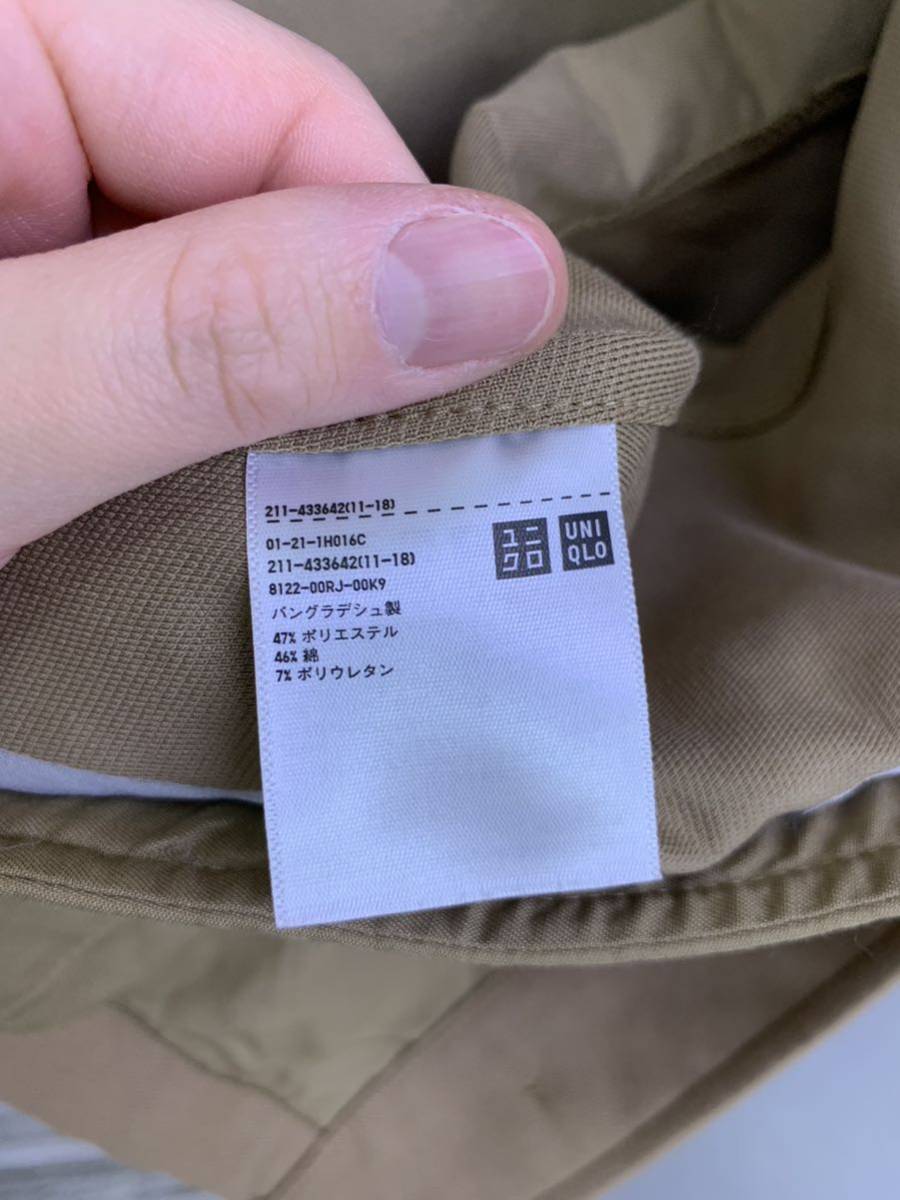 211-433642(11-18)
01-21-1H016C
211-433642(11-18)
8122-00RJ-00K9
バングラデシュ製
47% ポリエステル
46% 綿
7% ポリウレタン
ユニ
クロ
UNI
QLO